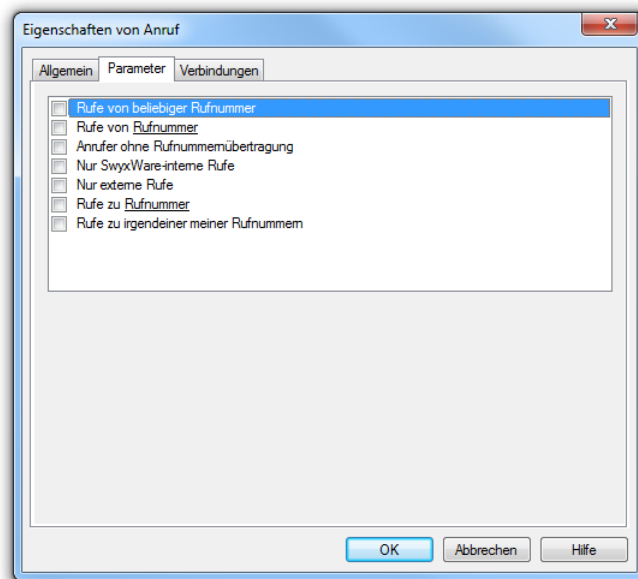 Eigenschaften von Anruf
Allgemein Parameter Verbindungen
Rufe von beliebiger Rufnummer
Rufe von Rufnummer
Anrufer ohne Rufnummernübertragung
Nur SwyxWare-interne Rufe
Nur externe Rufe
Rufe zu Rufnummer
Rufe zu irgendeiner meiner Rufnummern
OK Abbrechen Hilfe